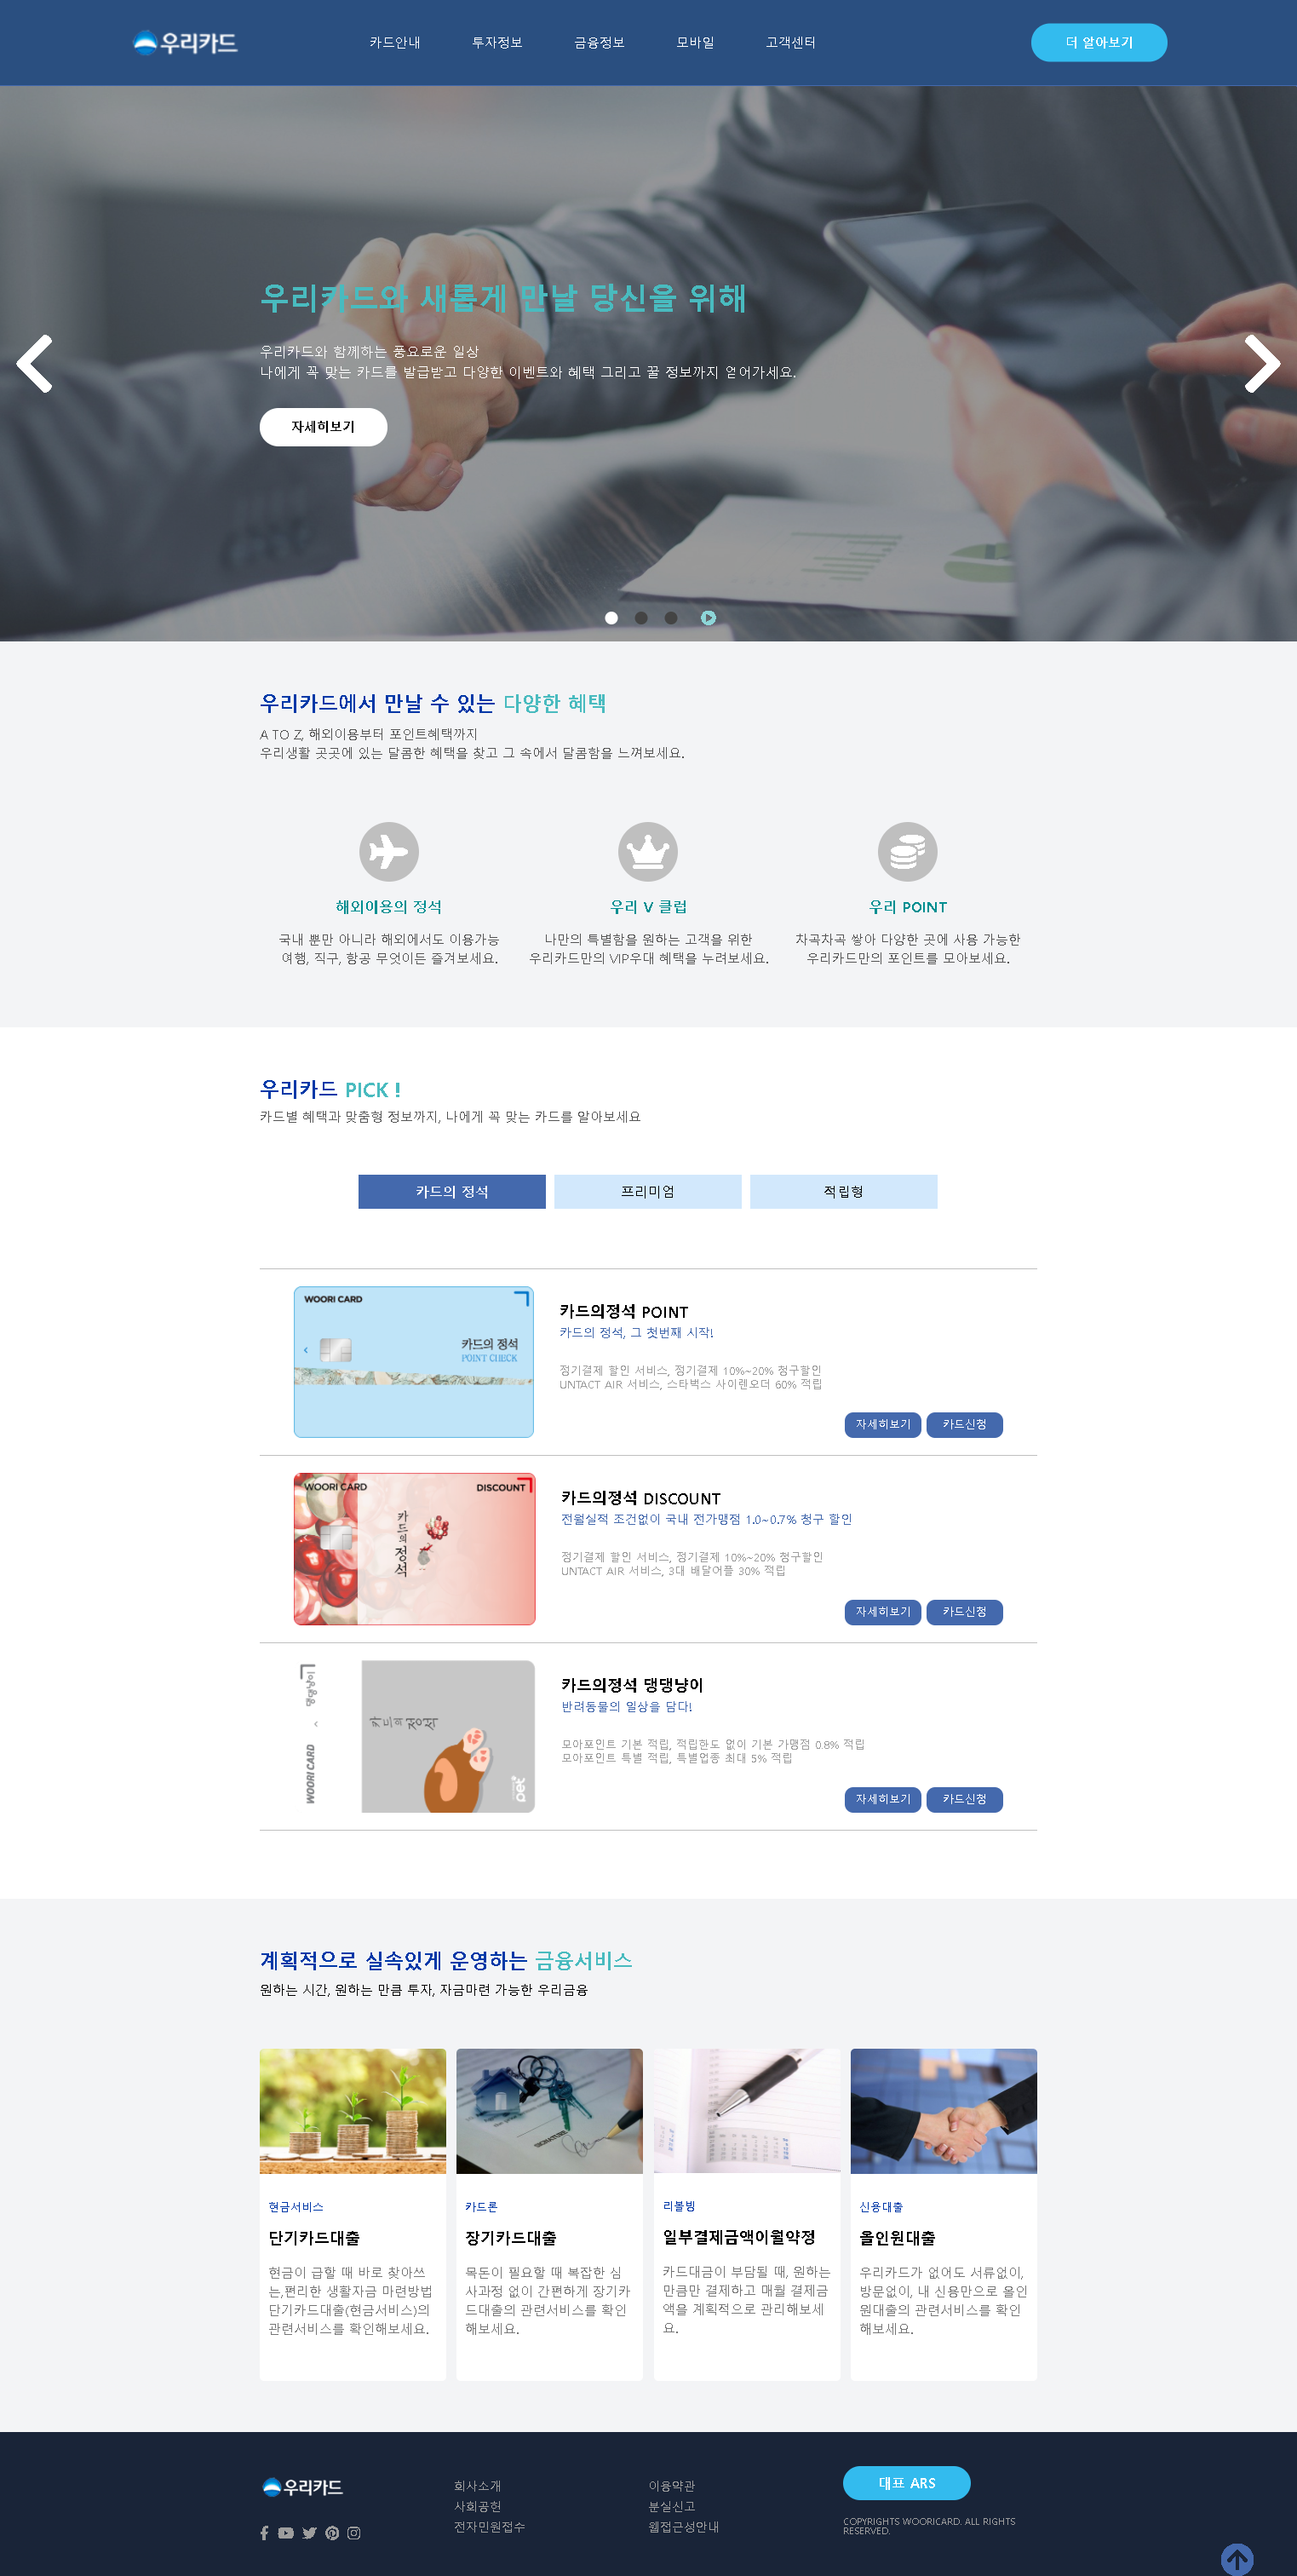 우리카드
카드안내 투자정보 금융정보 모바일 고객센터
더 알아보기
우리카드와 새롭게 만날 당신을 위해
우리카드와 함께하는 풍요로운 일상
나에게 꼭 맞는 카드를 발급받고 다양한 이벤트와 혜택 그리고 꿀 정보까지 얻어가세요.
자세히보기
우리카드에서 만날 수 있는 다양한 혜택
A TO Z, 해외이용부터 포인트혜택까지
우리생활 곳곳에 있는 달콤한 혜택을 찾고 그 속에서 달콤함을 느껴보세요.
해외이용의 정석
국내 뿐만 아니라 해외에서도 이용가능
여행, 직구, 항공 무엇이든 즐겨보세요.
우리 V 클럽
나만의 특별함을 원하는 고객을 위한
우리카드만의 VIP우대 혜택을 누려보세요.
우리 POINT
차곡차곡 쌓아 다양한 곳에 사용 가능한
우리카드만의 포인트를 모아보세요.
우리카드 PICK !
카드별 혜택과 맞춤형 정보까지, 나에게 꼭 맞는 카드를 알아보세요
카드의 정석
프리미엄
적립형
WOORI CARD
카드의 정석
POINT CHECK
카드의정석 POINT
카드의 정석, 그 첫번째 시작!
정기결제 할인 서비스, 정기결제 10%~20% 청구할인
UNTACT AIR 서비스, 스타벅스 사이렌오더 60% 적립
자세히보기
카드신청
WOORI CARD
DISCOUNT
카드의정석
카드의정석 DISCOUNT
전월실적 조건없이 국내 전가맹점 1.0~0.7% 청구 할인
정기결제 할인 서비스, 정기결제 10%~20% 청구할인
UNTACT AIR 서비스, 3대 배달어플 30% 적립
자세히보기
카드신청
댕댕냥이
WOORI CARD
카드의정석
pet
카드의정석 댕댕냥이
반려동물의 일상을 담다!
모아포인트 기본 적립, 적립한도 없이 기본 가맹점 0.8% 적립
모아포인트 특별 적립, 특별업종 최대 5% 적립
자세히보기
카드신청
계획적으로 실속있게 운영하는 금융서비스
원하는 시간, 원하는 만큼 투자, 자금마련 가능한 우리금융
현금서비스
단기카드대출
현금이 급할 때 바로 찾아쓰
는,편리한 생활자금 마련방법
단기카드대출(현금서비스)의
관련서비스를 확인해보세요.
카드론
장기카드대출
목돈이 필요할 때 복잡한 심
사과정 없이 간편하게 장기카
드대출의 관련서비스를 확인
해보세요.
리볼빙
일부결제금액이월약정
카드대금이 부담될 때, 원하는
만큼만 결제하고 매월 결제금
액을 계획적으로 관리해보세
요.
신용대출
올인원대출
우리카드가 없어도 서류없이,
방문없이, 내 신용만으로 올인
원대출의 관련서비스를 확인
해보세요.
우리카드
회사소개
사회공헌
전자민원접수
이용약관
분실신고
웹접근성안내
대표 ARS
COPYRIGHTS WOORICARD. ALL RIGHTS
RESERVED.